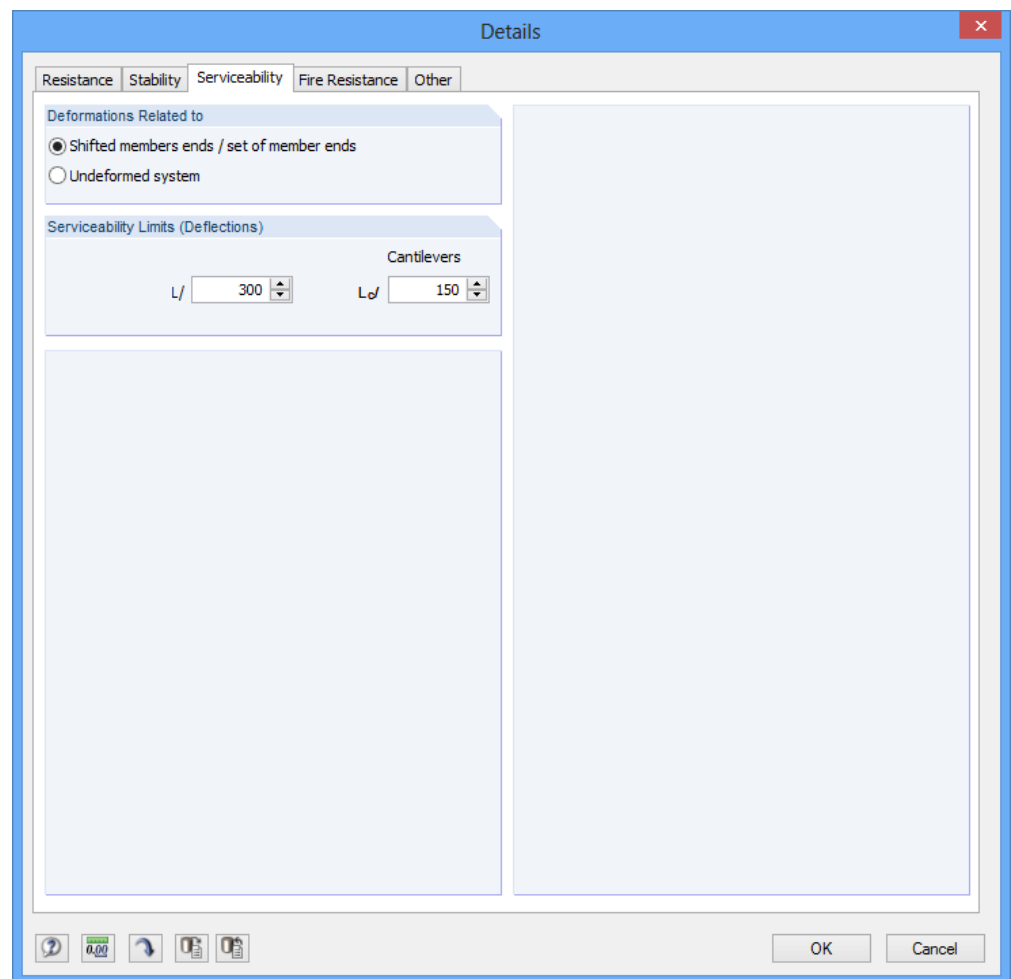 Details
Resistance Stability Serviceability Fire Resistance Other
Deformations Related to
Shifted members ends / set of member ends
Undeformed system
Serviceability Limits (Deflections)
Cantilevers
L/ 300 Lc/ 150
0.00
OK Cancel